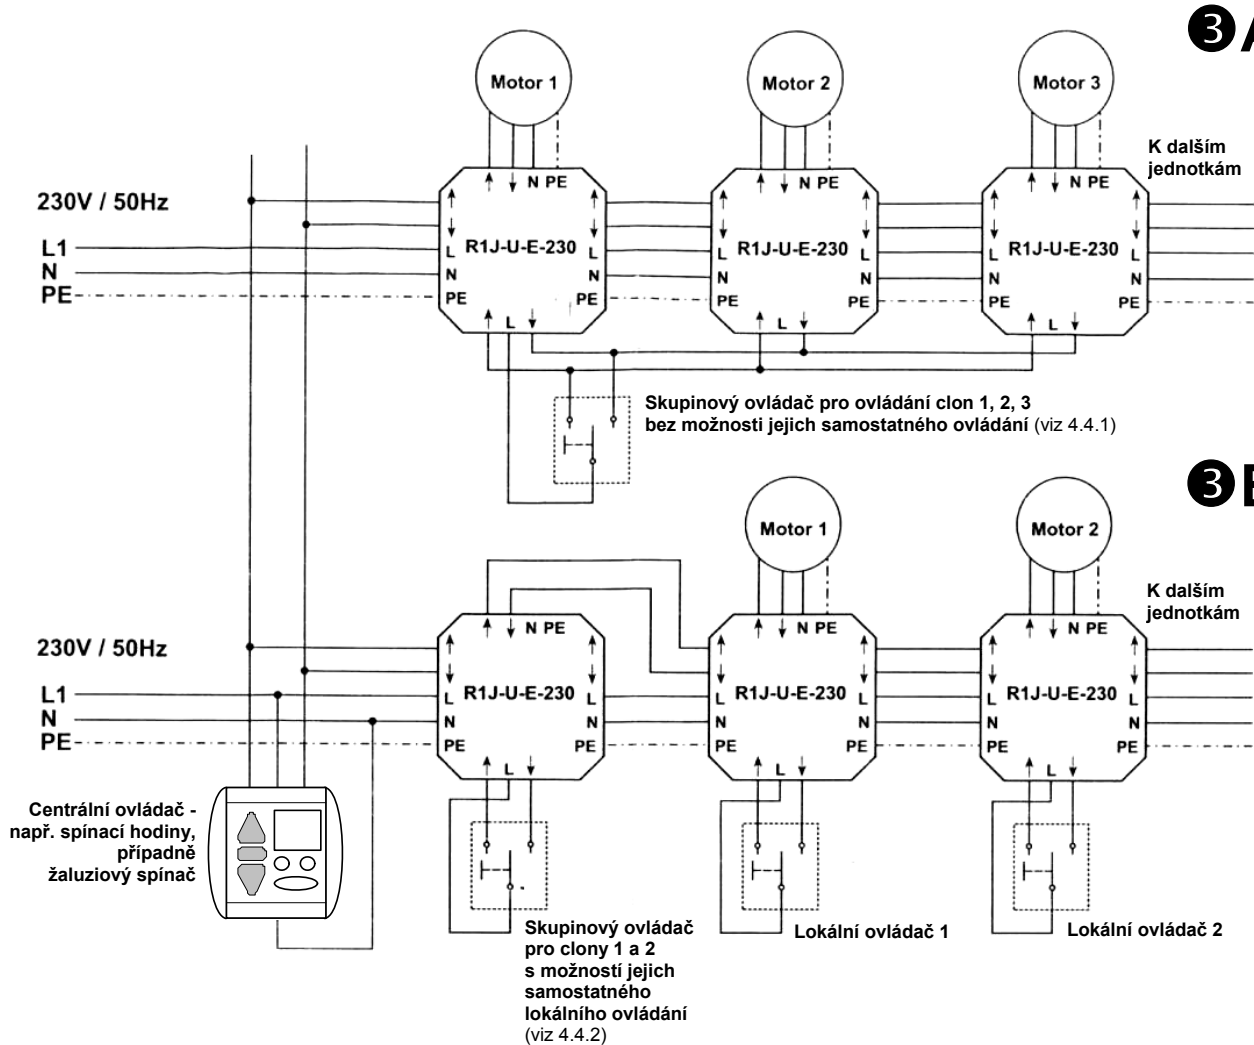 ❸A
Motor 1
Motor 2
Motor 3
K dalším
jednotkám
230V / 50Hz
L1
N
PE
N PE
L
R1J-U-E-230
L
N
N
PE
PE
L
N PE
L
R1J-U-E-230
L
N
N
PE
PE
L
N PE
L
R1J-U-E-230
L
N
N
PE
PE
L
Skupinový ovládač pro ovládání clon 1, 2, 3
bez možnosti jejich samostatného ovládání (viz 4.4.1)
❸B
Motor 1
Motor 2
K dalším
jednotkám
230V / 50Hz
L1
N
PE
N PE
L
R1J-U-E-230
L
N
N
PE
PE
L
N PE
L
R1J-U-E-230
L
N
N
PE
PE
L
N PE
L
R1J-U-E-230
L
N
N
PE
PE
L
Centrální ovládač -
např. spínací hodiny,
případně
žaluziový spínač
Skupinový ovládač
pro clony 1 a 2
s možností jejich
samostatného
lokálního ovládání
(viz 4.4.2)
Lokální ovládač 1
Lokální ovládač 2